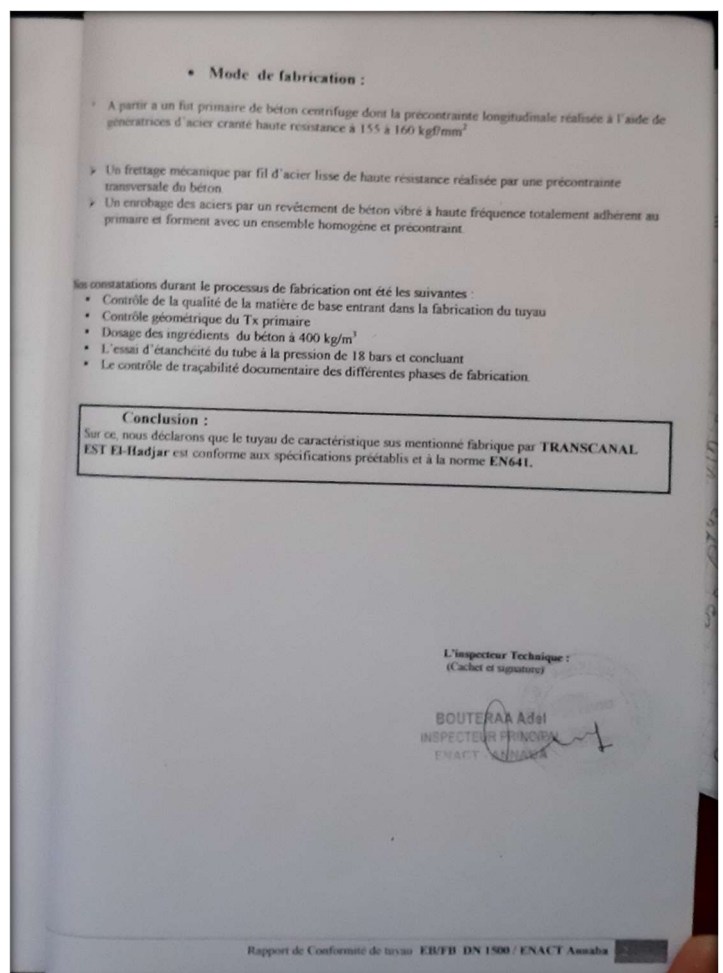 • Mode de fabrication :
A partir a un fut primaire de béton centrifuge dont la précontrainte longitudinale réalisée à l'aide de
génératrices d'acier cranté haute résistance à 155 à 160 kgf/mm²
➢ Un frettage mécanique par fil d'acier lisse de haute résistance réalisée par une précontrainte
transversale du béton
➢ Un enrobage des aciers par un revêtement de béton vibré à haute fréquence totalement adhérent au
primaire et forment avec un ensemble homogène et précontraint.
Nos constatations durant le processus de fabrication ont été les suivantes :
• Contrôle de la qualité de la matière de base entrant dans la fabrication du tuyau
• Contrôle géométrique du Tx primaire
• Dosage des ingrédients du béton à 400 kg/m³
• L'essai d'étanchéité du tube à la pression de 18 bars et concluant
• Le contrôle de traçabilité documentaire des différentes phases de fabrication.
Conclusion :
Sur ce, nous déclarons que le tuyau de caractéristique sus mentionné fabrique par TRANSCANAL
EST El-Hadjar est conforme aux spécifications préétablis et à la norme EN641.
L'inspecteur Technique :
(Cachet et signature)
BOUTERAA Adel
INSPECTEUR PRINCIPAL
ENACT - ANNABA
Rapport de Conformité de tuyau EB/FB DN 1500 / ENACT Annaba